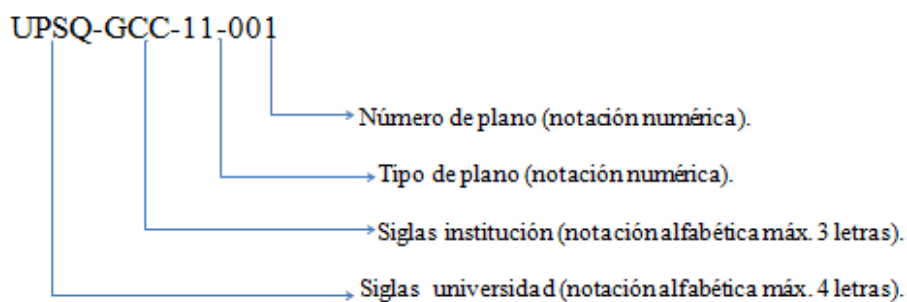 UPSQ-GCC-11-001
Número de plano (notación numérica).
Tipo de plano (notación numérica).
Siglas institución (notación alfabética máx. 3 letras).
Siglas universidad (notación alfabética máx. 4 letras).